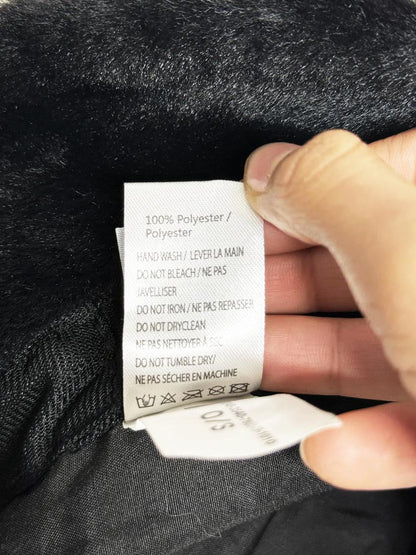 100% Polyester /
Polyester
HAND WASH / LEVER LA MAIN
DO NOT BLEACH / NE PAS
JAVELLISER
DO NOT IRON / NE PAS REPASSER
DO NOT DRYCLEAN
NE PAS NETTOYER À SEC
DO NOT TUMBLE DRY/
NE PAS SÉCHER EN MACHINE
O/S